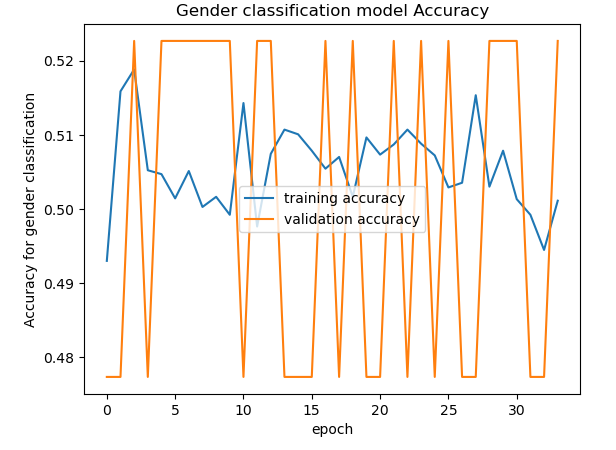 Gender classification model Accuracy
Accuracy for gender classification
0.52
0.51
0.50
0.49
0.48
training accuracy
validation accuracy
0 5 10 15 20 25 30
epoch